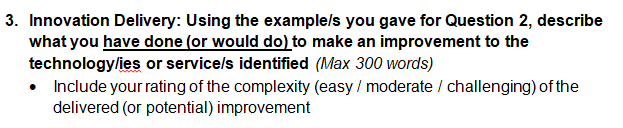 3. Innovation Delivery: Using the example/s you gave for Question 2, describe
what you have done (or would do) to make an improvement to the
technology/ies or service/s identified (Max 300 words)
• Include your rating of the complexity (easy / moderate / challenging) of the
delivered (or potential) improvement